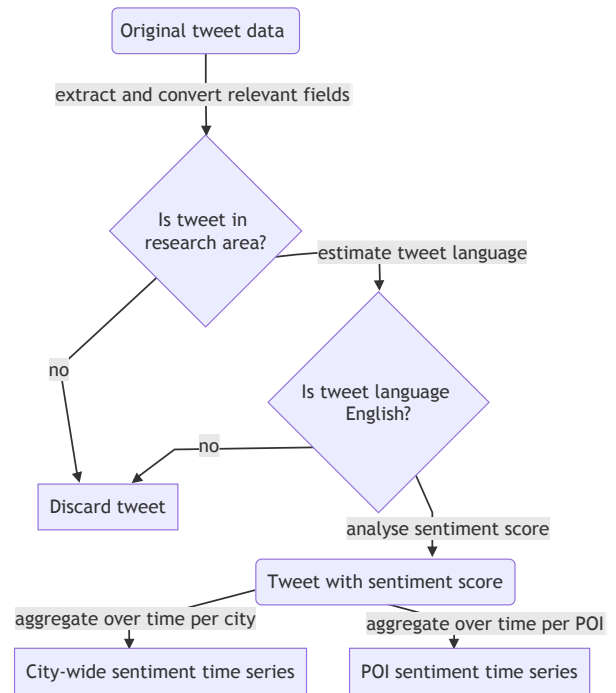 Original tweet data
extract and convert relevant fields
Is tweet in
research area?
estimate tweet language
no
Is tweet language
English?
no
Discard tweet
analyse sentiment score
Tweet with sentiment score
aggregate over time per city
aggregate over time per POI
City-wide sentiment time series
POI sentiment time series